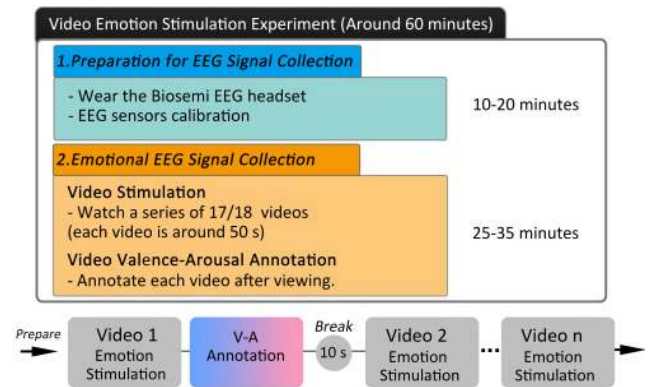 Video Emotion Stimulation Experiment (Around 60 minutes)
1.Preparation for EEG Signal Collection
- Wear the Biosemi EEG headset
- EEG sensors calibration
10-20 minutes
2.Emotional EEG Signal Collection
Video Stimulation
- Watch a series of 17/18 videos
(each video is around 50 s)
Video Valence-Arousal Annotation
- Annotate each video after viewing.
25-35 minutes
Prepare
Video 1
Emotion
Stimulation
V-A
Annotation
Break
10 s
Video 2
Emotion
Stimulation
...
Video n
Emotion
Stimulation